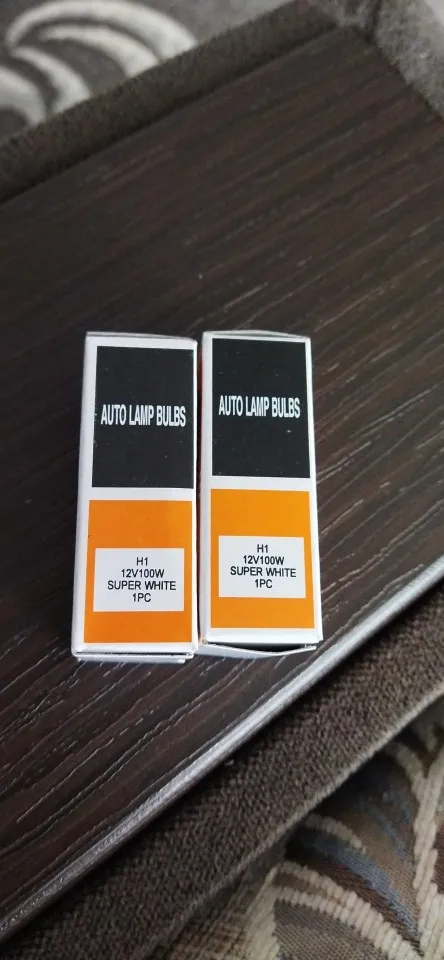 AUTO LAMP BULBS
H1
12V100W
SUPER WHITE
1PC
AUTO LAMP BULBS
H1
12V100W
SUPER WHITE
1PC